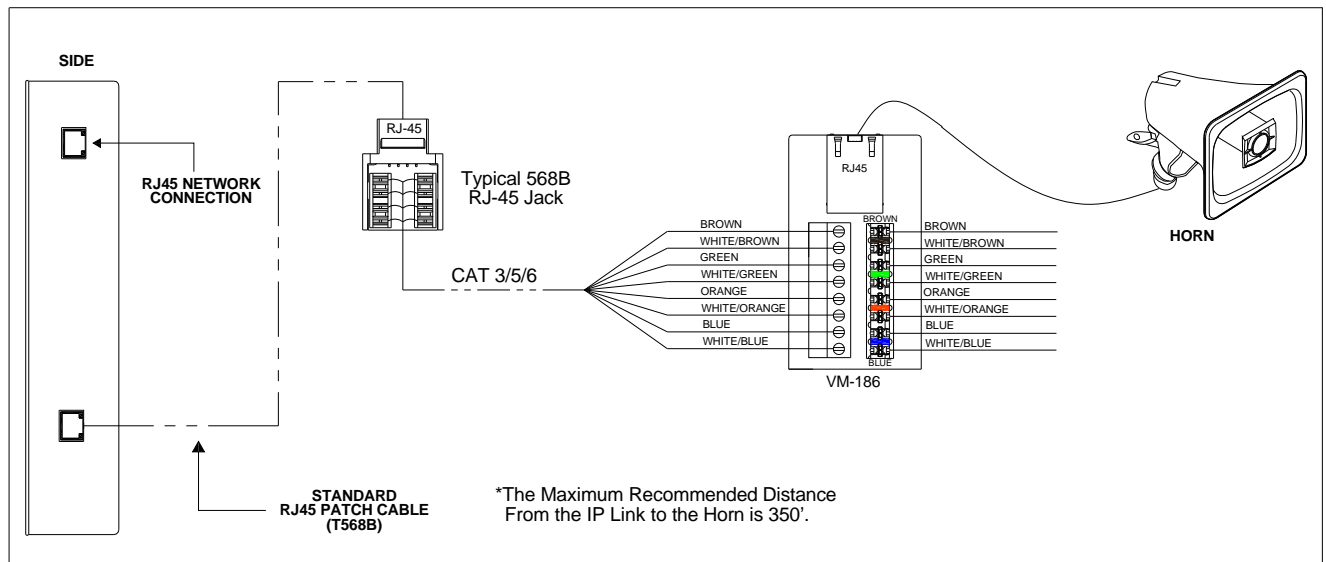 SIDE
RJ45 NETWORK
CONNECTION
RJ-45
Typical 568B
RJ-45 Jack
CAT 3/5/6
STANDARD
RJ45 PATCH CABLE
(T568B)
BROWN
WHITE/BROWN
GREEN
WHITE/GREEN
ORANGE
WHITE/ORANGE
BLUE
WHITE/BLUE
RJ45
BROWN
BLUE
VM-186
BROWN
WHITE/BROWN
GREEN
WHITE/GREEN
ORANGE
WHITE/ORANGE
BLUE
WHITE/BLUE
HORN
*The Maximum Recommended Distance
From the IP Link to the Horn is 350'.